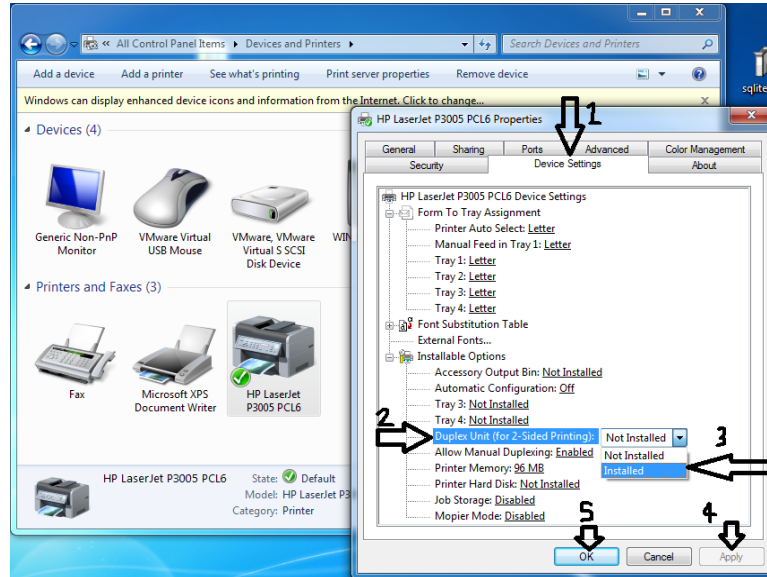 « All Control Panel Items ▸ Devices and Printers ▸
Search Devices and Printers
Add a device Add a printer See what's printing Print server properties Remove device
Windows can display enhanced device icons and information from the Internet. Click to change...
Devices (4)
Generic Non-PnP
Monitor
VMware Virtual
USB Mouse
VMware, VMware
Virtual S SCSI
Disk Device
WIN
Printers and Faxes (3)
Fax
Microsoft XPS
Document Writer
HP LaserJet
P3005 PCL6
HP LaserJet P3005 PCL6 State: Default
Model: HP LaserJet P3
Category: Printer
sqlite
1
HP LaserJet P3005 PCL6 Properties
General Sharing Ports Advanced Color Management
Security Device Settings About
HP LaserJet P3005 PCL6 Device Settings
Form To Tray Assignment
Printer Auto Select: Letter
Manual Feed in Tray 1: Letter
Tray 1: Letter
Tray 2: Letter
Tray 3: Letter
Tray 4: Letter
Font Substitution Table
External Fonts...
Installable Options
Accessory Output Bin: Not Installed
Automatic Configuration: Off
Tray 3: Not Installed
Tray 4: Not Installed
2
Duplex Unit (for 2-Sided Printing): Not Installed
3
Allow Manual Duplexing: Enabled
Not Installed
Installed
Printer Memory: 96 MB
Printer Hard Disk: Not Installed
Job Storage: Disabled
Mopier Mode: Disabled
5
4
OK Cancel Apply